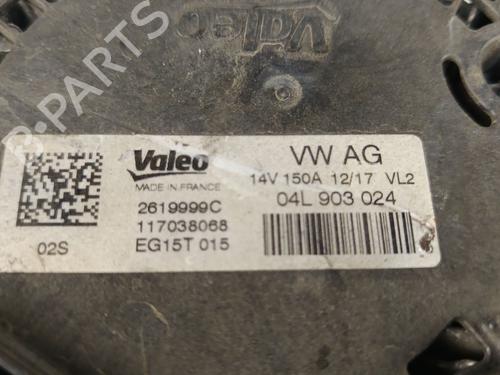 Valeo
B-PARTS
Valeo
MADE IN FRANCE
2619999C
117038068
EG15T 015
02S
VW AG
14V 150A 12/17 VL2
04L 903 024